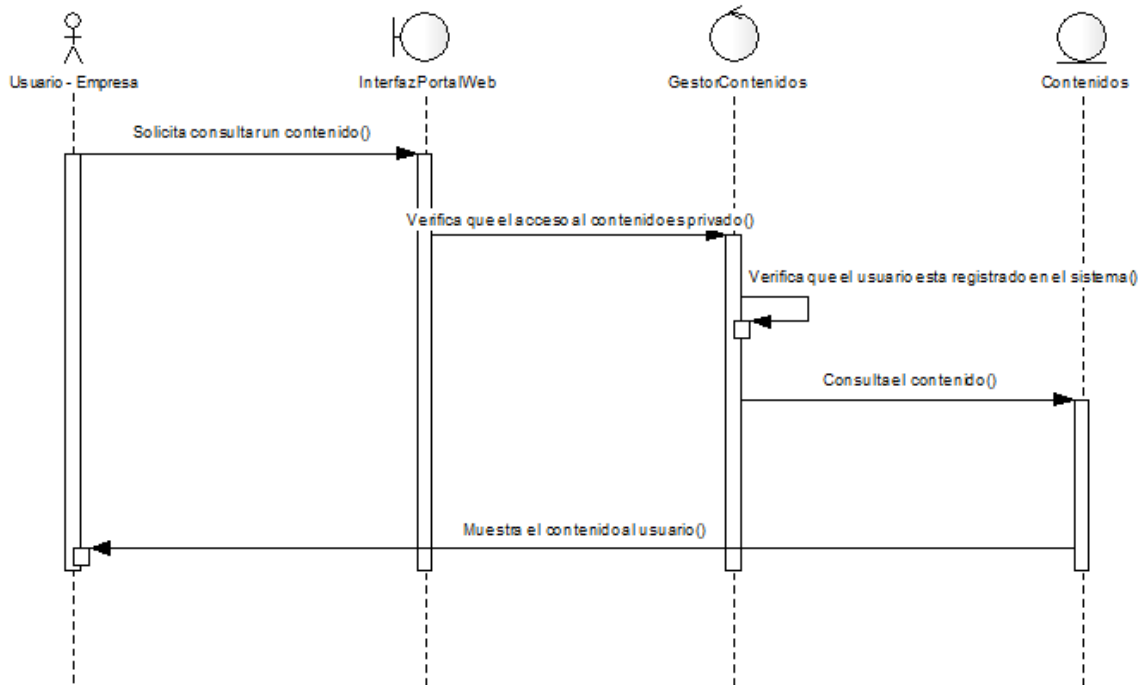 Usuario - Empresa
InterfazPortalWeb
GestorContenidos
Contenidos
Solicita consultar un contenido()
Verifica que el acceso al contenido es privado()
Verifica que el usuario esta registrado en el sistema()
Consulta el contenido()
Muestra el contenido al usuario()